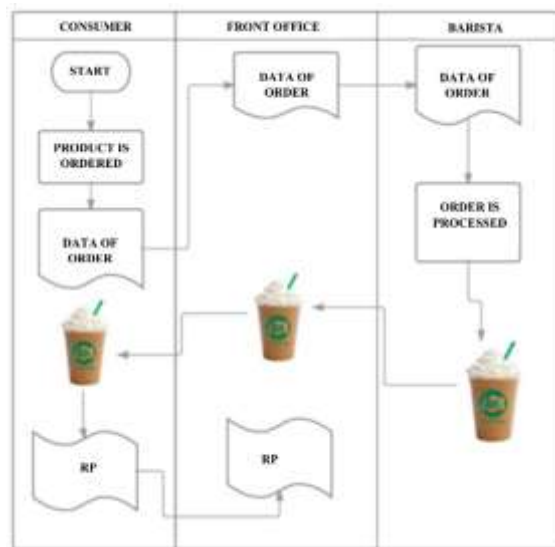 CONSUMER
FRONT OFFICE
BARISTA
START
DATA OF
ORDER
DATA OF
ORDER
PRODUCT IS
ORDERED
ORDER IS
PROCESSED
DATA OF
ORDER
RP
RP